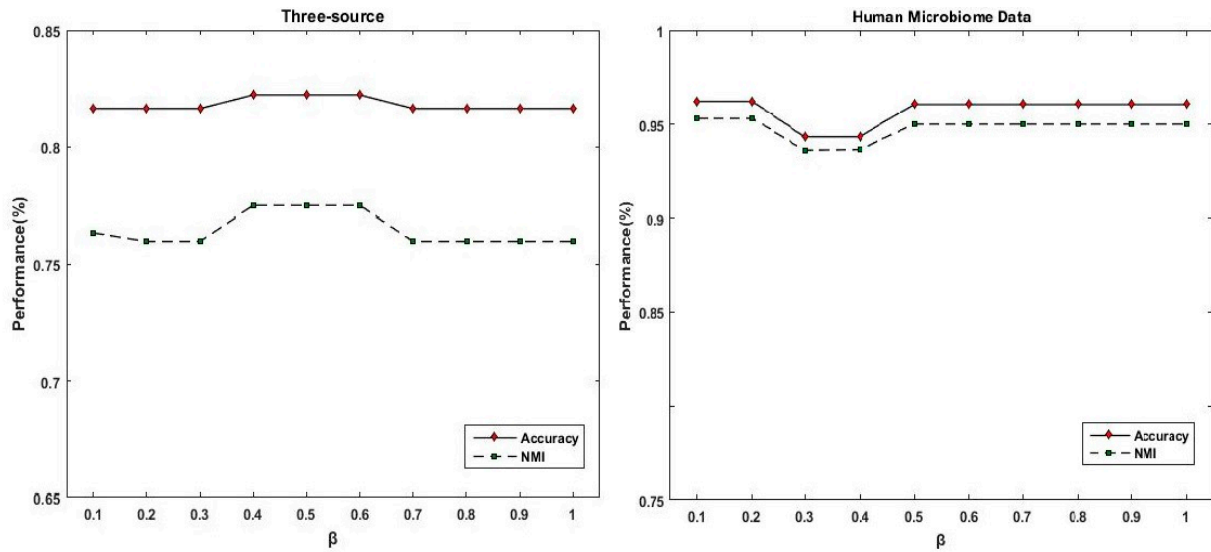 Three-source
0.85
0.8
0.75
0.7
0.65
Performance(%)
0.1 0.2 0.3 0.4 0.5 0.6 0.7 0.8 0.9 1
β
Accuracy
NMI
Human Microbiome Data
1
0.95
0.9
0.85
0.75
Performance(%)
0.1 0.2 0.3 0.4 0.5 0.6 0.7 0.8 0.9 1
β
Accuracy
NMI